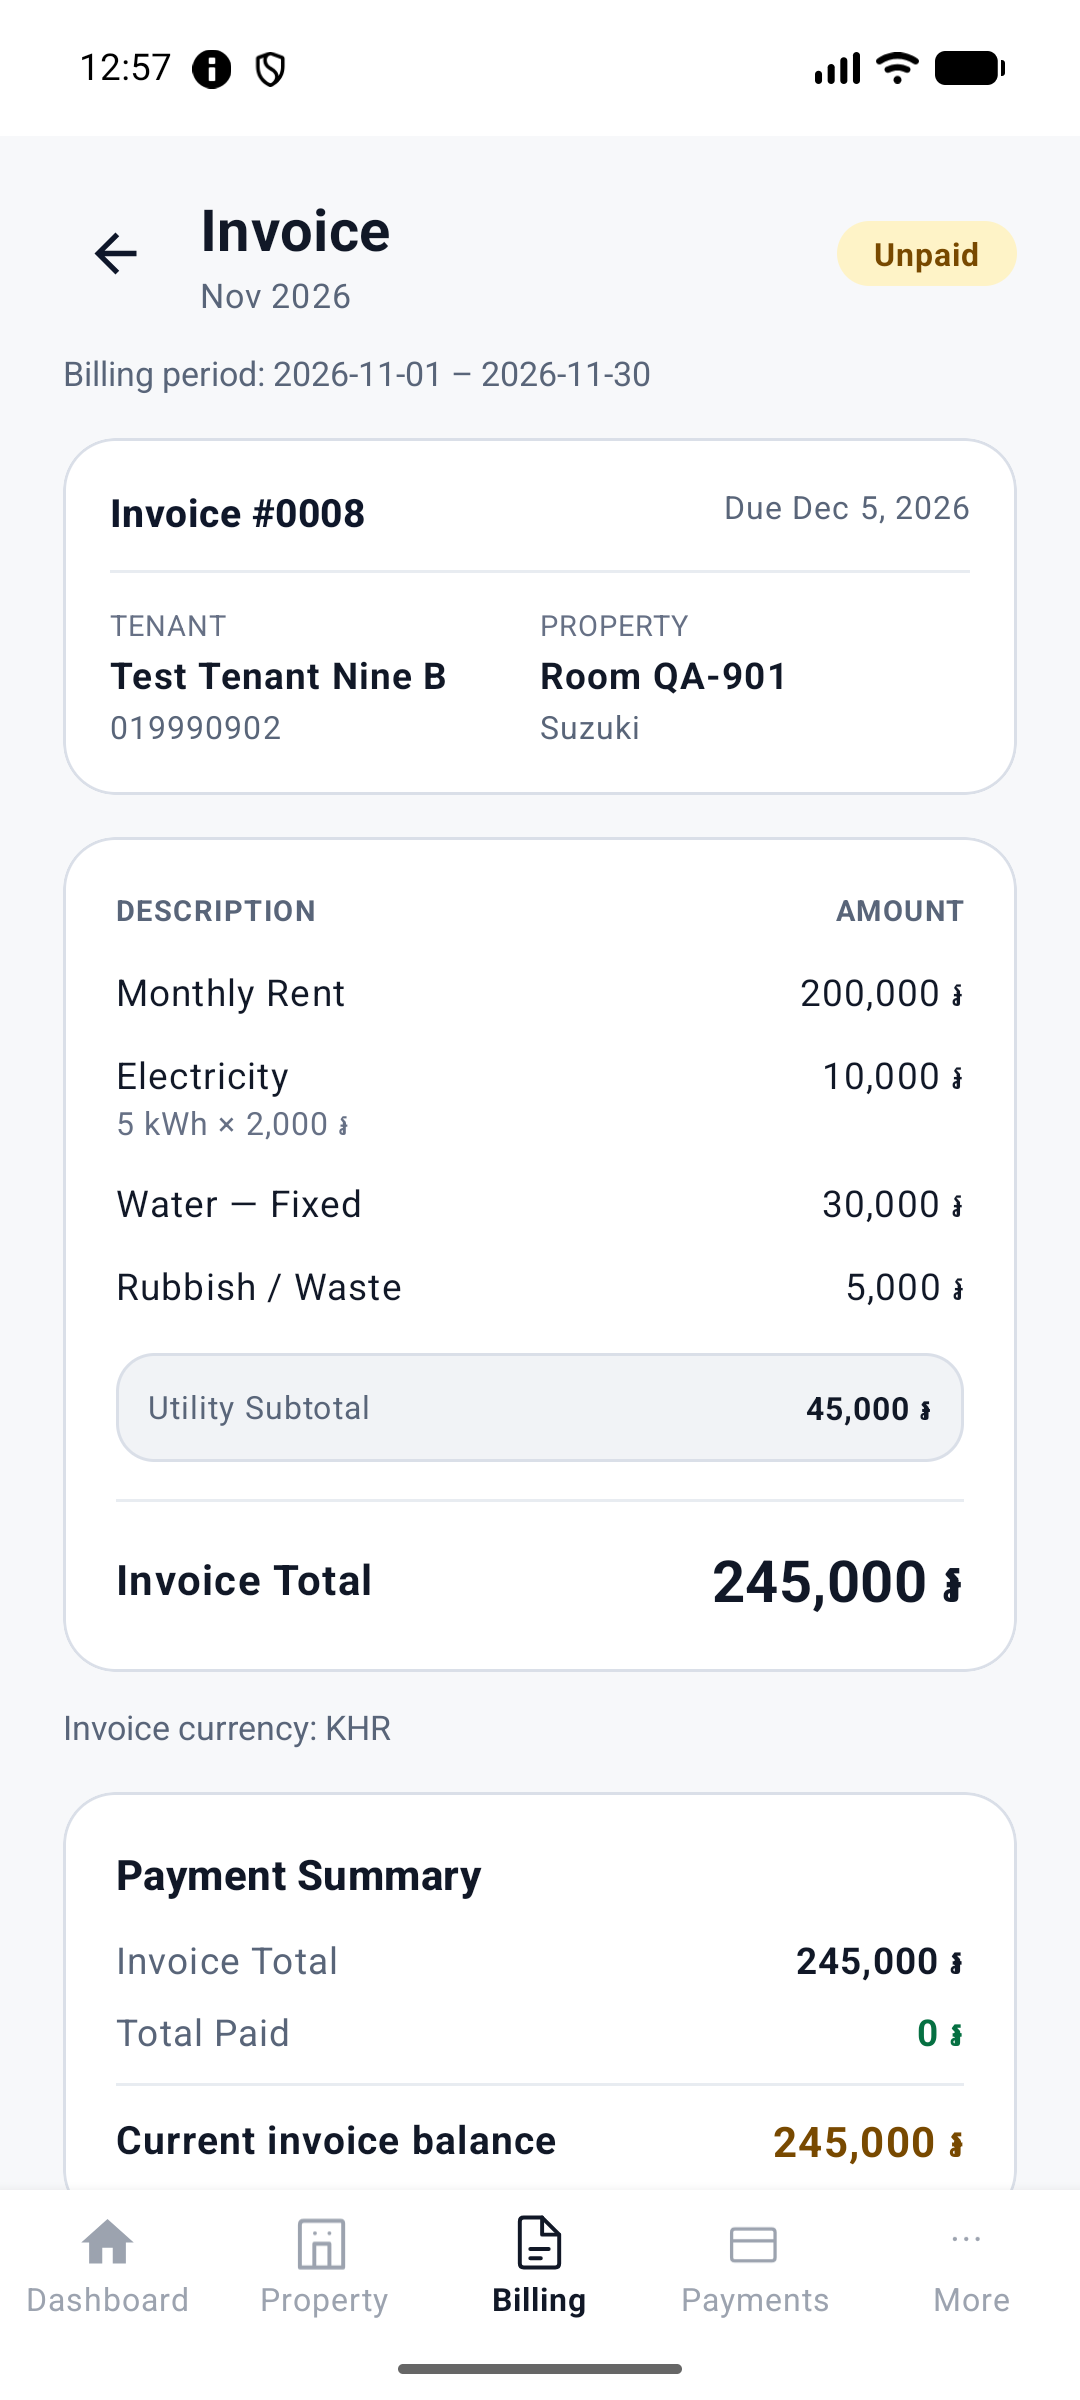 12:57
Invoice
Unpaid
Nov 2026
Billing period: 2026-11-01 – 2026-11-30
Invoice #0008
Due Dec 5, 2026
TENANT
PROPERTY
Test Tenant Nine B
Room QA-901
019990902
Suzuki
DESCRIPTION
AMOUNT
Monthly Rent
200,000 ៛
Electricity
10,000 ៛
5 kWh × 2,000 ៛
Water — Fixed
30,000 ៛
Rubbish / Waste
5,000 ៛
Utility Subtotal
45,000 ៛
Invoice Total
245,000 ៛
Invoice currency: KHR
Payment Summary
Invoice Total
245,000 ៛
Total Paid
0 ៛
Current invoice balance
245,000 ៛
Dashboard
Property
Billing
Payments
More